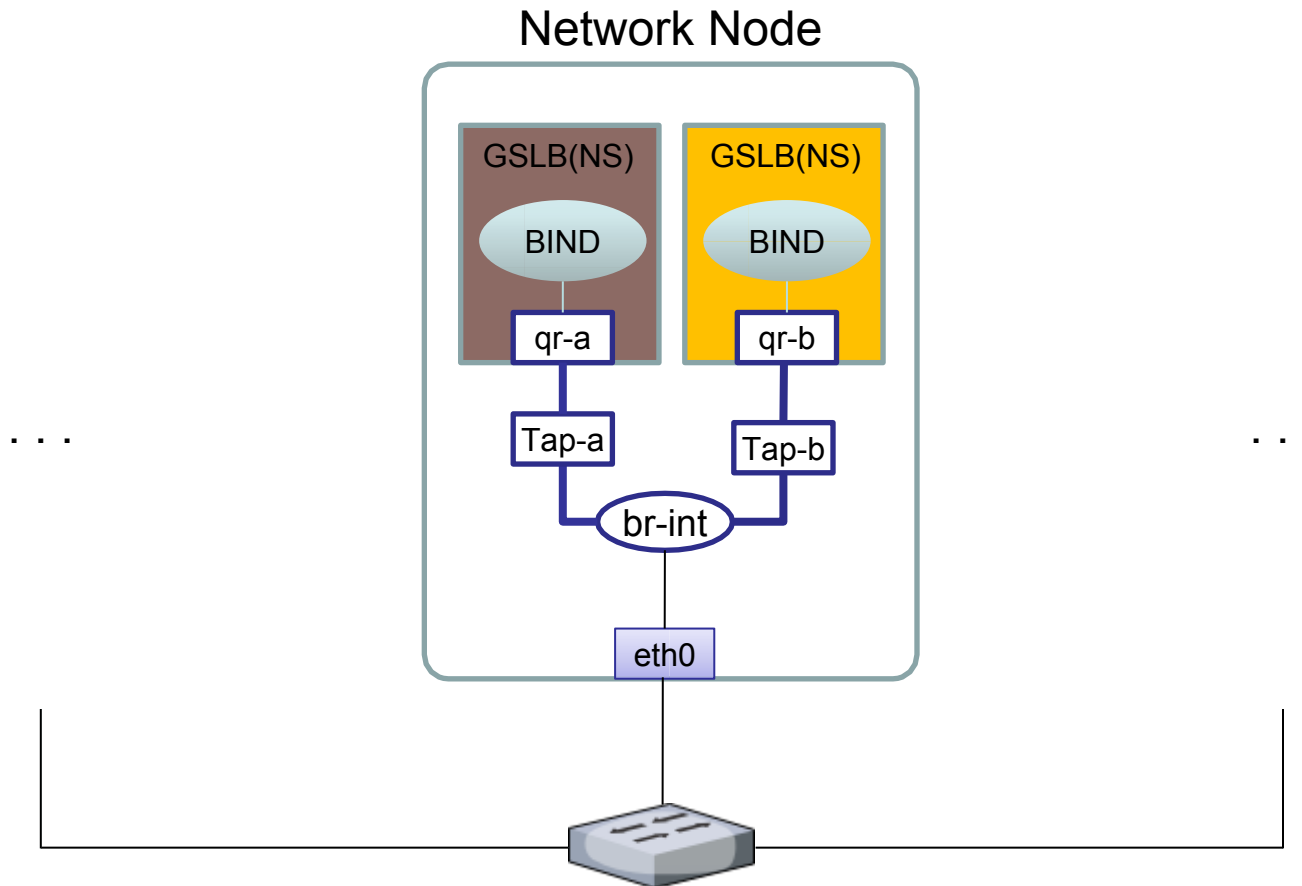 Network Node
GSLB(NS)
GSLB(NS)
BIND
BIND
qr-a
qr-b
Tap-a
Tap-b
. . .
. .
br-int
eth0